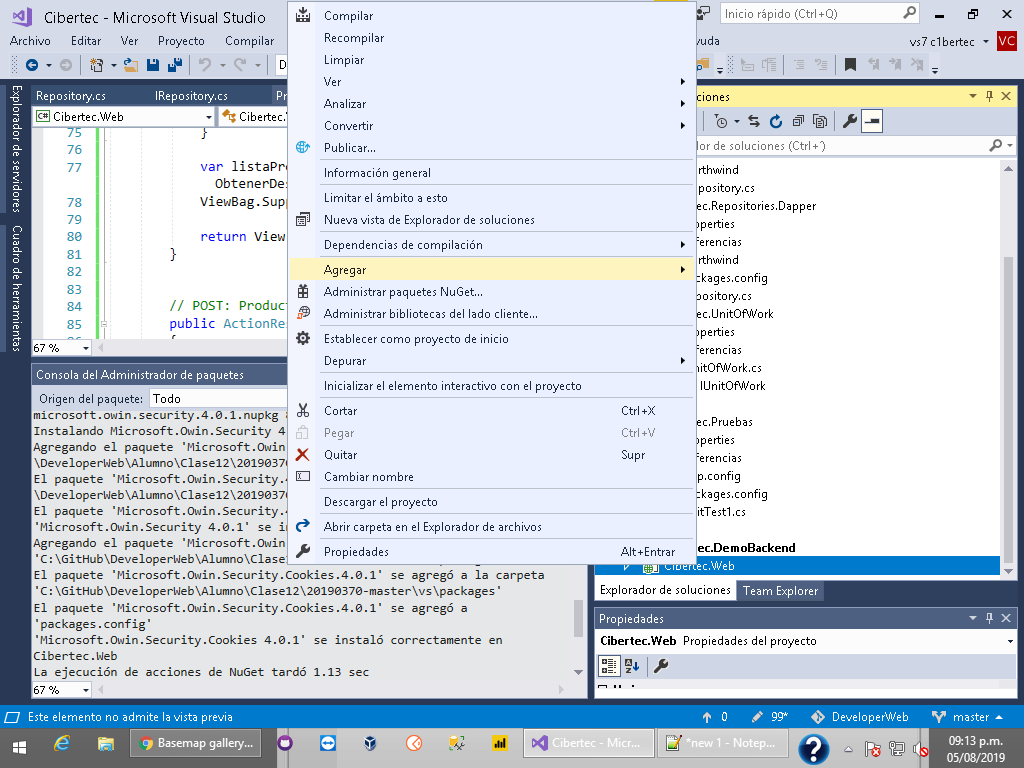 Cibertec - Microsoft Visual Studio
Inicio rápido (Ctrl+Q)
Archivo Editar Ver Proyecto Compilar
vs7 c1bertec VC
Explorador de servidores
Cuadro de herramientas
Repository.cs IRepository.cs
Cibertec.Web
75 }
76
77 var listaPro
78 ViewBag.Supp
79
80 return View
81 }
82
83
84 // POST: Product
85 public ActionRes
67 %
Consola del Administrador de paquetes
Origen del paquete: Todo
microsoft.owin.security.4.0.1.nupkg
Instalando Microsoft.Owin.Security 4
Agregando el paquete 'Microsoft.Owin
\DeveloperWeb\Alumno\Clase12\20190370
El paquete 'Microsoft.Owin.Security.
\DeveloperWeb\Alumno\Clase12\20190370
El paquete 'Microsoft.Owin.Security.
'Microsoft.Owin.Security 4.0.1' se in
Agregando el paquete 'Microsoft.Owin
'C:\GitHub\DeveloperWeb\Alumno\Clase
El paquete 'Microsoft.Owin.Security.Cookies.4.0.1' se agregó a la carpeta
'C:\GitHub\DeveloperWeb\Alumno\Clase12\20190370-master\vs\packages'
El paquete 'Microsoft.Owin.Security.Cookies.4.0.1' se agregó a
'packages.config'
'Microsoft.Owin.Security.Cookies 4.0.1' se instaló correctamente en
Cibertec.Web
La ejecución de acciones de NuGet tardó 1.13 sec
67 %
Compilar
Recompilar
Limpiar
Ver
Analizar
Convertir
Publicar...
Información general
Limitar el ámbito a esto
Nueva vista de Explorador de soluciones
Dependencias de compilación
Agregar
Administrar paquetes NuGet...
Administrar bibliotecas del lado cliente...
Establecer como proyecto de inicio
Depurar
Inicializar el elemento interactivo con el proyecto
Cortar Ctrl+X
Pegar Ctrl+V
Quitar Supr
Cambiar nombre
Descargar el proyecto
Abrir carpeta en el Explorador de archivos
Propiedades Alt+Entrar
ciones
or de soluciones (Ctrl+´)
rthwind
pository.cs
ec.Repositories.Dapper
operties
ferencias
rthwind
ckages.config
pository.cs
ec.UnitOfWork
operties
ferencias
nitOfWork.cs
IUnitOfWork
ec.Pruebas
operties
ferencias
p.config
ckages.config
itTest1.cs
ec.DemoBackend
Cibertec.Web
Explorador de soluciones Team Explorer
Propiedades
Cibertec.Web Propiedades del proyecto
Este elemento no admite la vista previa
0 99* DeveloperWeb master
Basemap gallery...
Cibertec - Micr...
*new 1 - Notep...
09:13 p.m.
05/08/2019